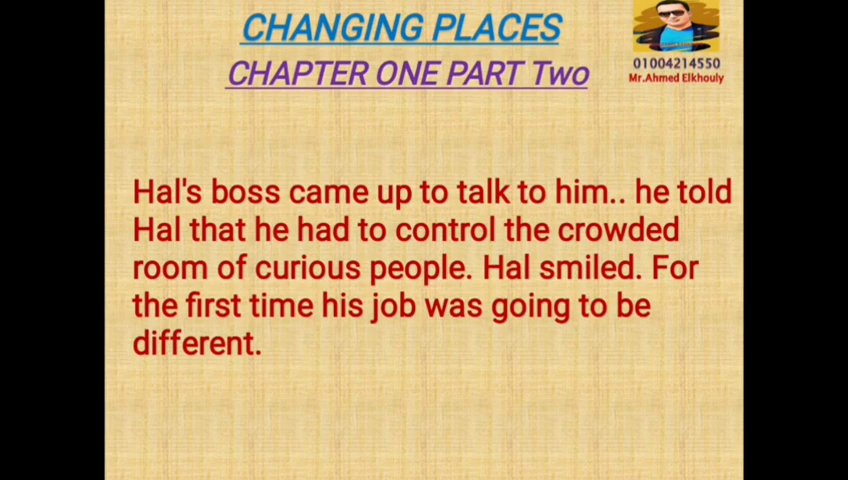 CHANGING PLACES
CHAPTER ONE PART Two
01004214550
Mr.Ahmed Elkhouly
Hal's boss came up to talk to him.. he told
Hal that he had to control the crowded
room of curious people. Hal smiled. For
the first time his job was going to be
different.